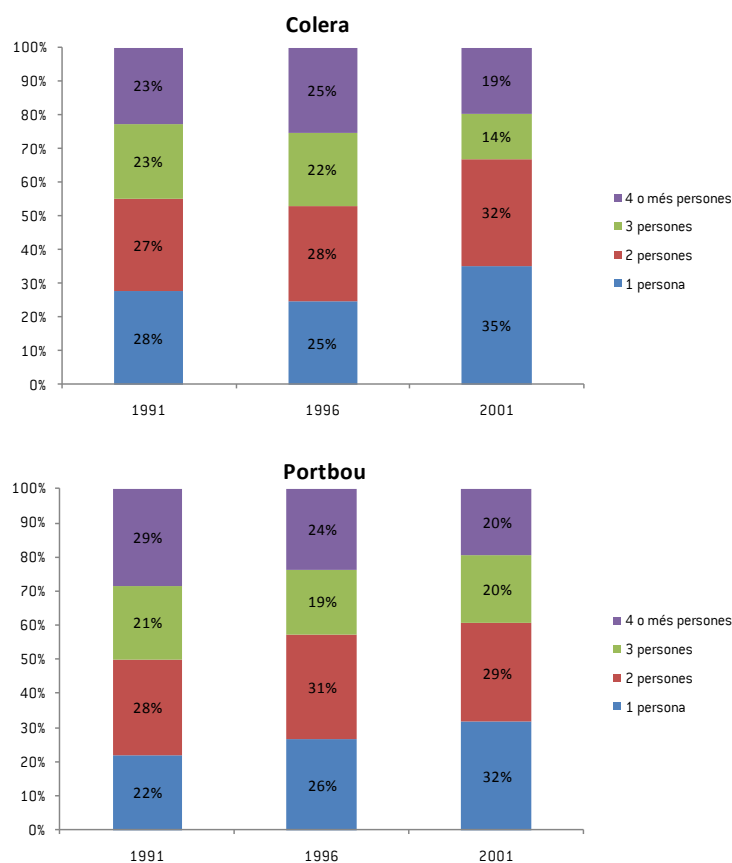 Colera
100%
90%
80%
70%
60%
50%
40%
30%
20%
10%
0%
23% 25% 19%
23% 22% 14%
27% 28% 32%
28% 25% 35%
1991 1996 2001
4 o més persones
3 persones
2 persones
1 persona
Portbou
100%
90%
80%
70%
60%
50%
40%
30%
20%
10%
0%
29% 24% 20%
21% 19% 20%
28% 31% 29%
22% 26% 32%
1991 1996 2001
4 o més persones
3 persones
2 persones
1 persona